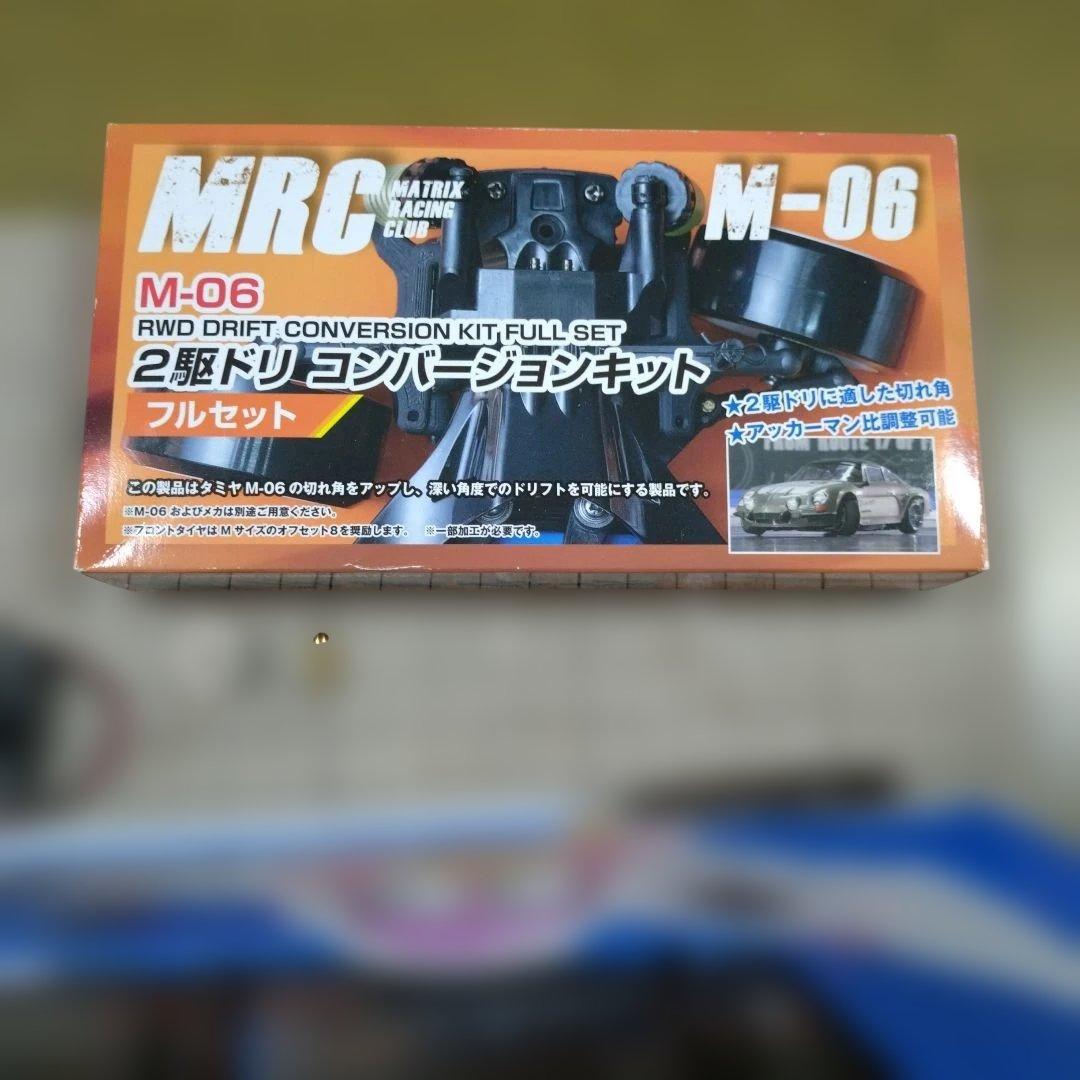 MRC
MATRIX
RACING
CLUB
M-06
M-06
RWD DRIFT CONVERSION KIT FULL SET
2駆ドリ コンバージョンキット
フルセット
★2駆ドリに適した切れ角
★アッカーマン比調整可能
この製品はタミヤM-06の切れ角をアップし、深い角度でのドリフトを可能にする製品です。
※M-06およびメカは別途ご用意ください。
※フロントタイヤはMサイズのオフセット8を奨励します。 ※一部加工が必要です。